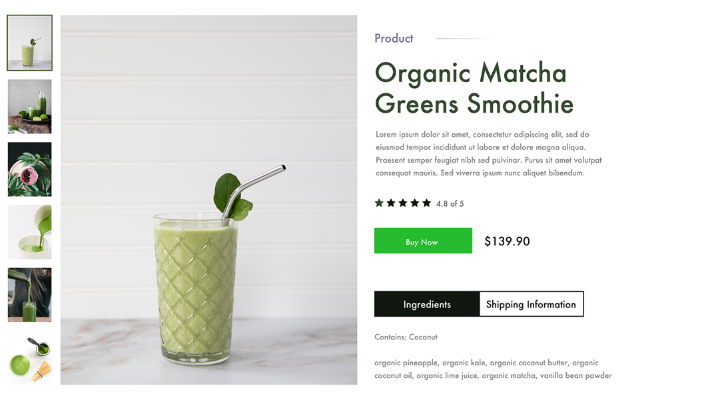 Product
Organic Matcha
Greens Smoothie
Lorem ipsum dolor sit amet, consectetur adipiscing elit, sed do
eiusmod tempor incididunt ut labore et dolore magna aliqua.
Praesent semper feugiat nibh sed pulvinar. Purus sit amet volutpat
consequat mauris. Sed viverra ipsum nunc aliquet bibendum.
4.8 of 5
Buy Now $139.90
Ingredients Shipping Information
Contains: Coconut
organic pineapple, organic kale, organic coconut butter, organic
coconut oil, organic lime juice, organic matcha, vanilla bean powder